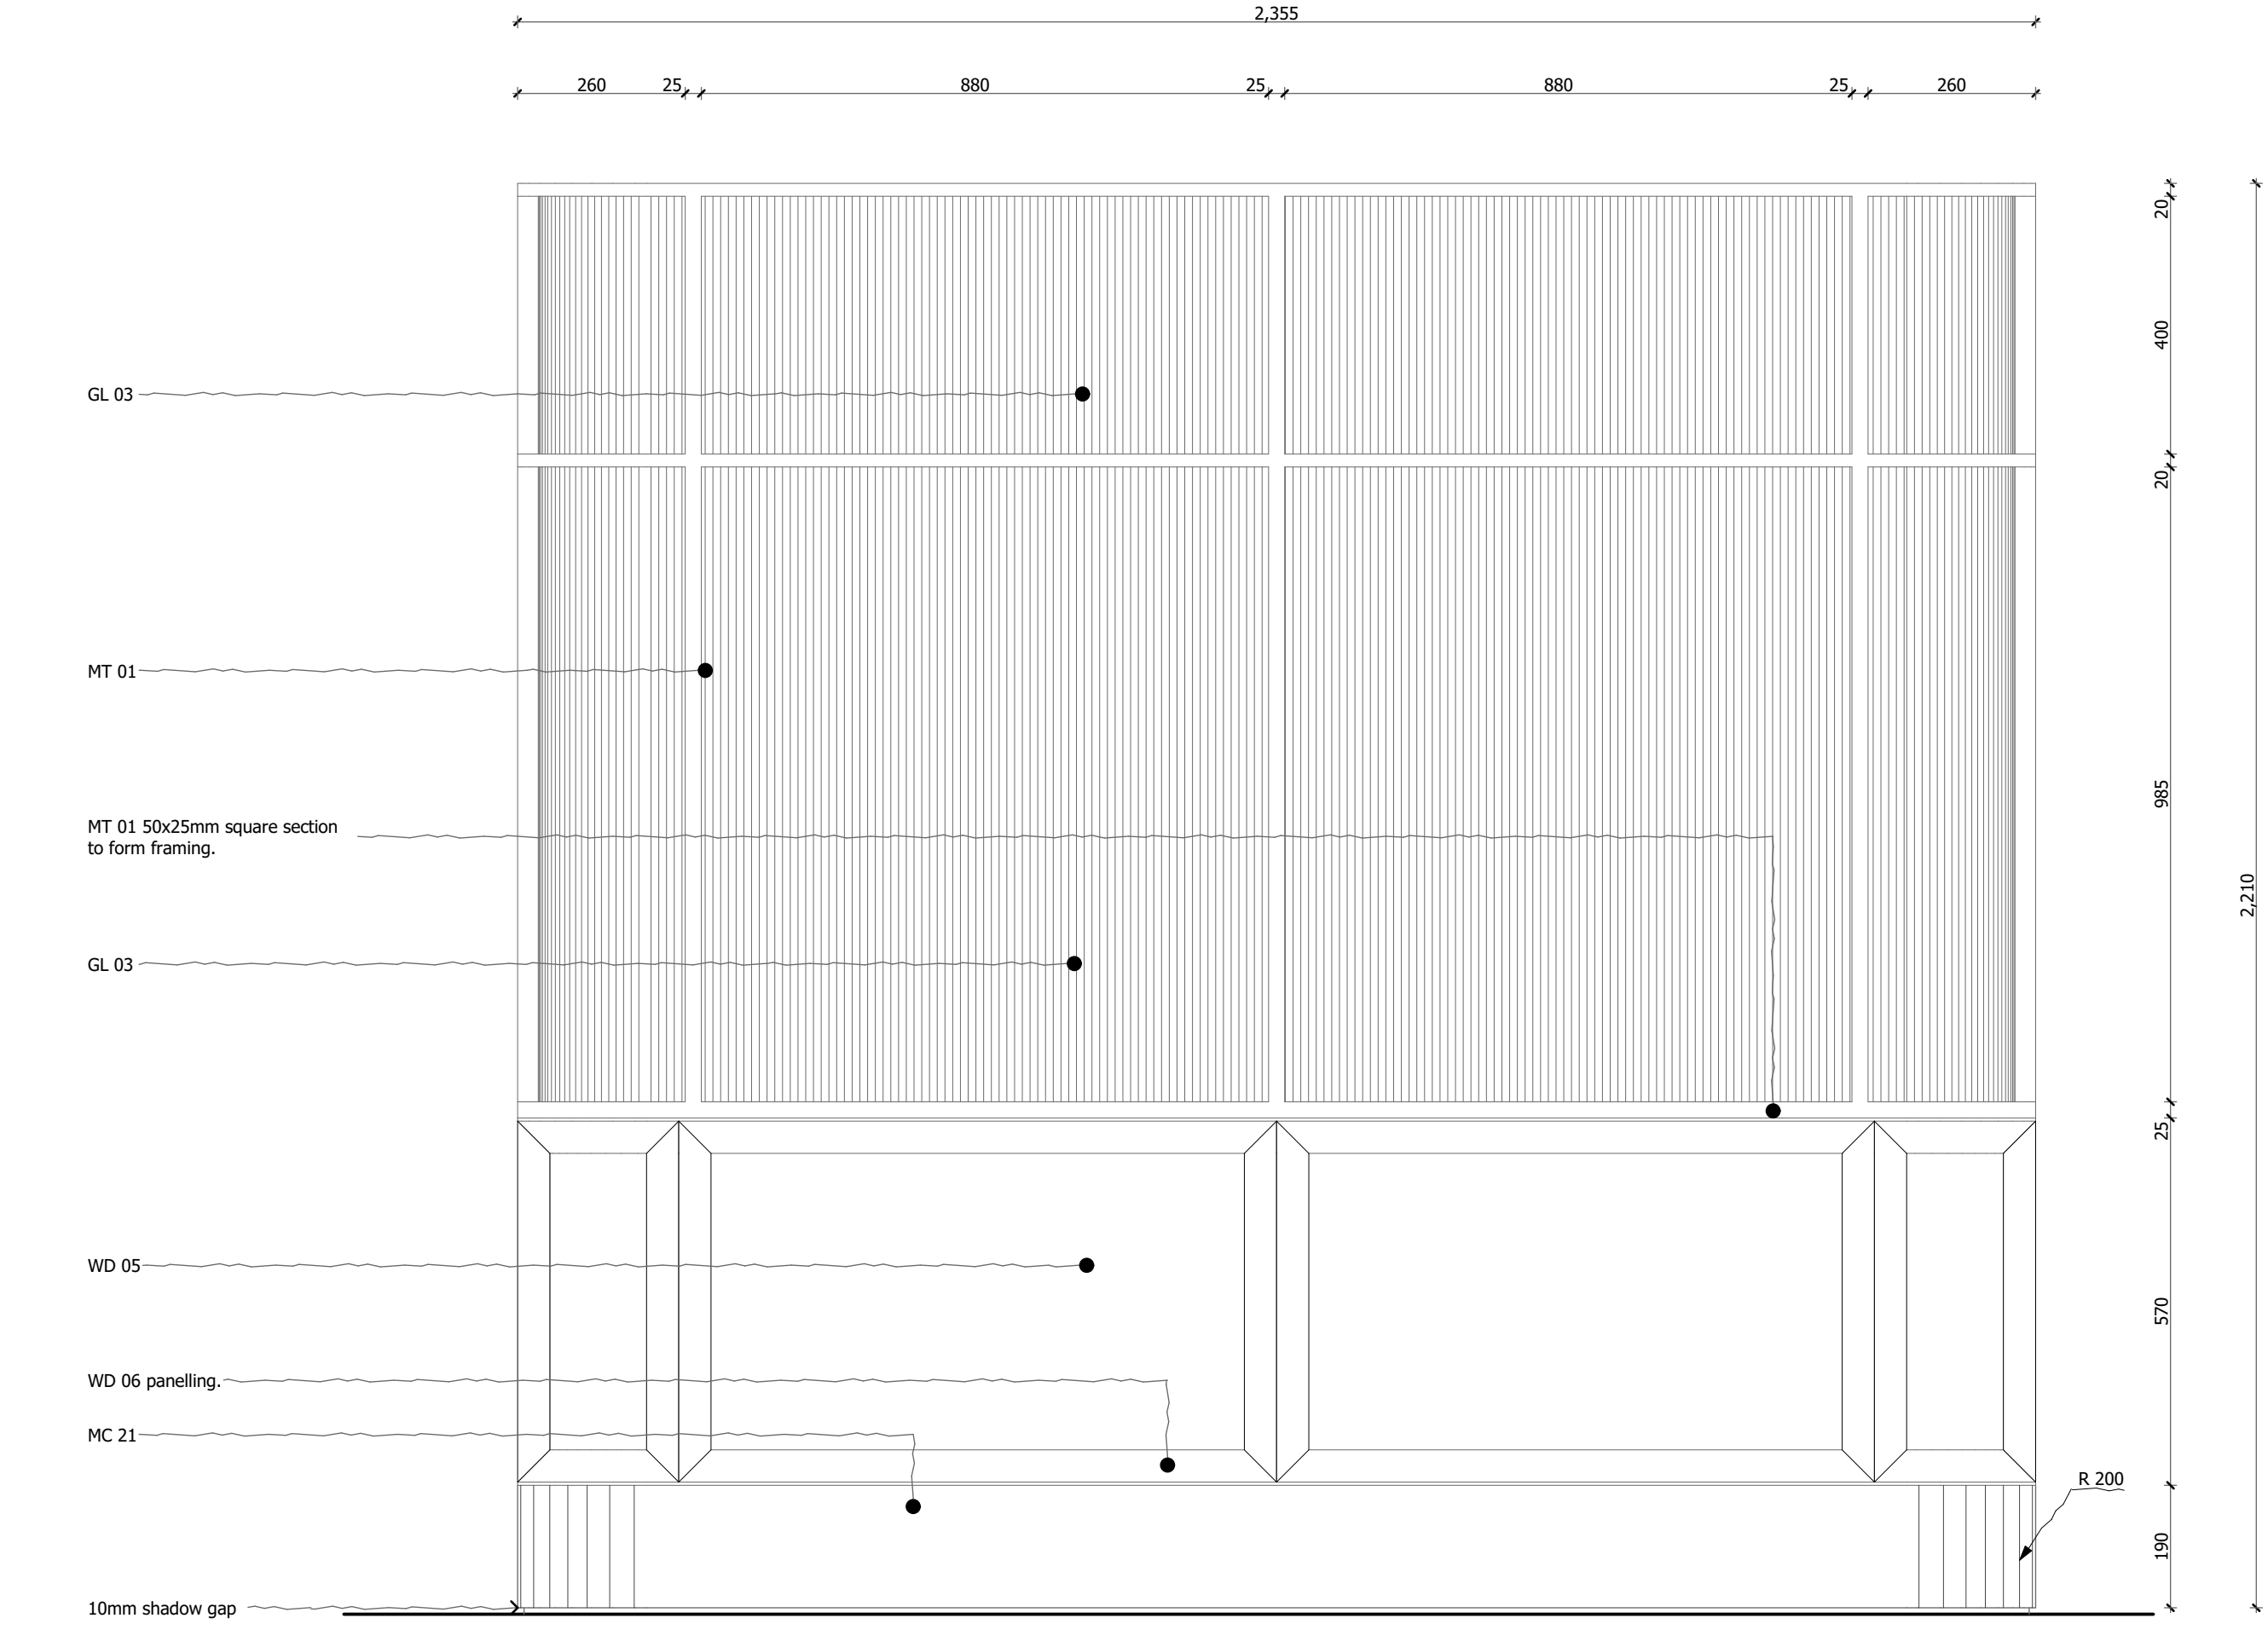 2,355
260
25
880
25
880
25
260
20
400
GL 03
20
MT 01
985
MT 01 50x25mm square section
to form framing.
2,210
GL 03
25
WD 05
570
WD 06 panelling.
MC 21
R 200
190
10mm shadow gap